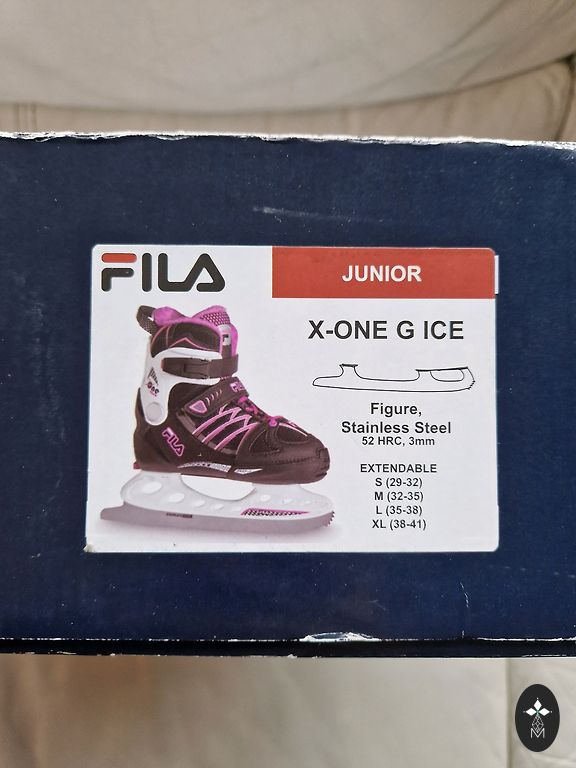 FILA
JUNIOR
X-ONE G ICE
Figure,
Stainless Steel
52 HRC, 3mm
EXTENDABLE
S (29-32)
M (32-35)
L (35-38)
XL (38-41)
FILA
M